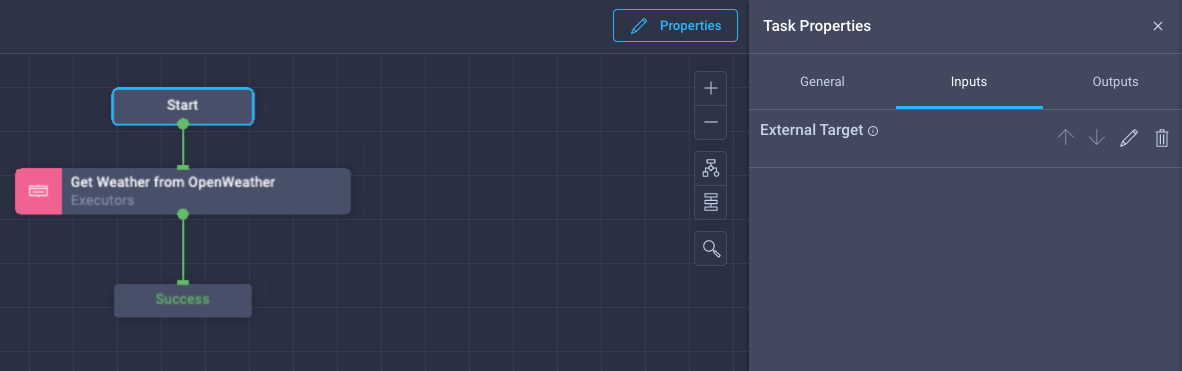 Properties
Start
Get Weather from OpenWeather
Executors
Success
Task Properties
General Inputs Outputs
External Target